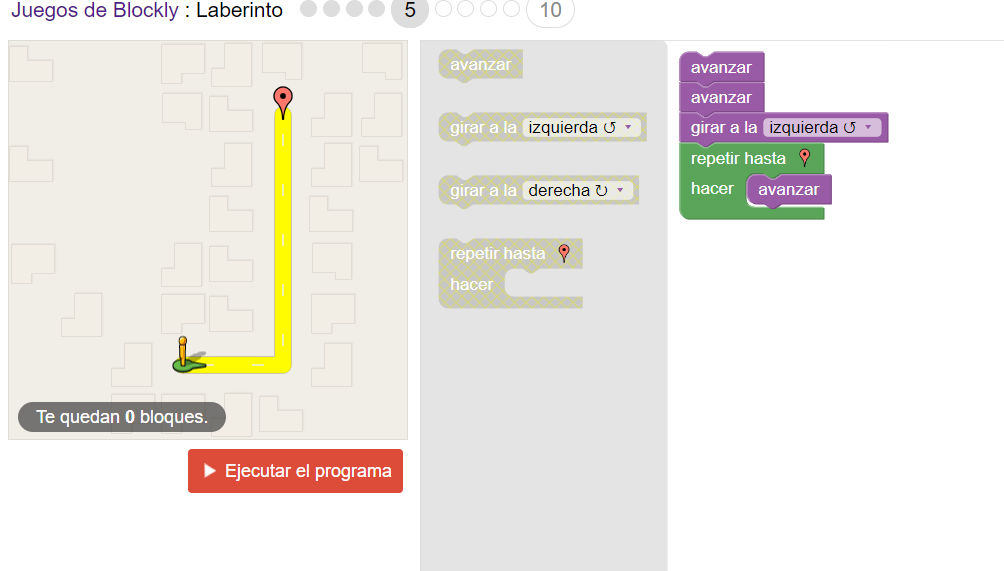 Juegos de Blockly : Laberinto 5 10
Te quedan 0 bloques.
Ejecutar el programa
avanzar
girar a la izquierda ↺
girar a la derecha ↻
repetir hasta
hacer
avanzar
avanzar
girar a la izquierda ↺
repetir hasta
hacer avanzar